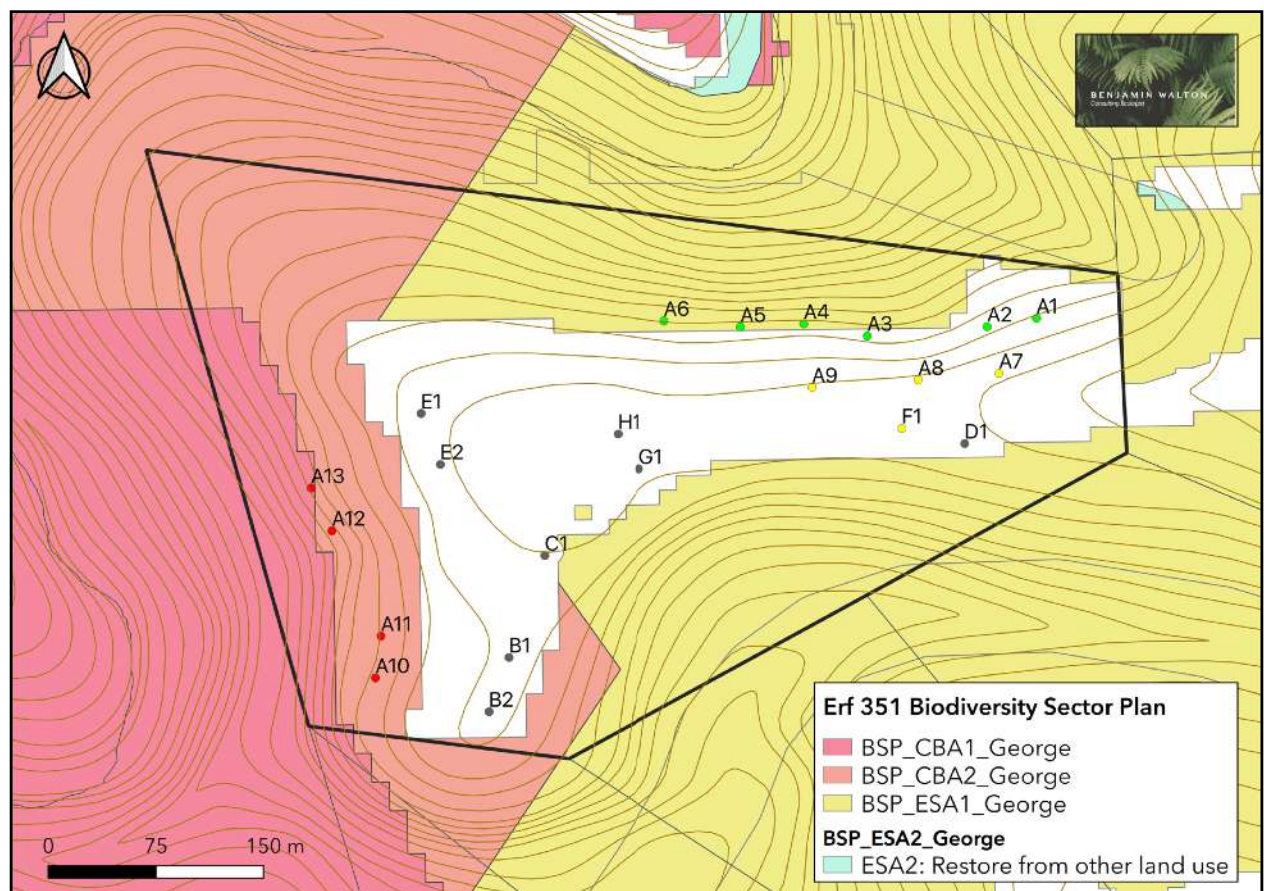 BENJAMIN WALTON
Consulting Ecologist
A6
A5
A4
A3
A2
A1
A9
A8
A7
E1
H1
F1
D1
E2
G1
A13
A12
C1
A11
B1
A10
B2
Erf 351 Biodiversity Sector Plan
BSP_CBA1_George
BSP_CBA2_George
BSP_ESA1_George
BSP_ESA2_George
ESA2: Restore from other land use
0 75 150 m